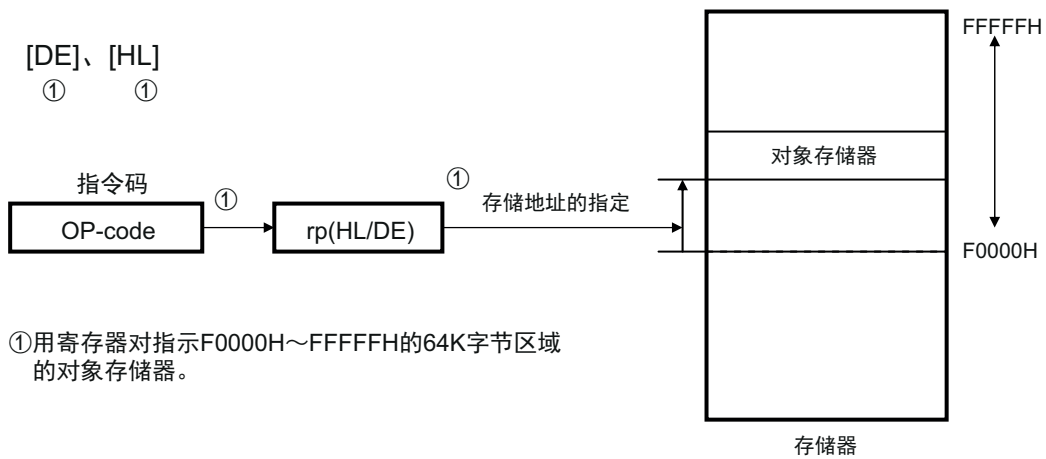 FFFFFH
[DE]、[HL]
① ①
对象存储器
指令码
①
①
存储地址的指定
OP-code
rp(HL/DE)
F0000H
①用寄存器对指示F0000H～FFFFFH的64K字节区域
的对象存储器。
存储器